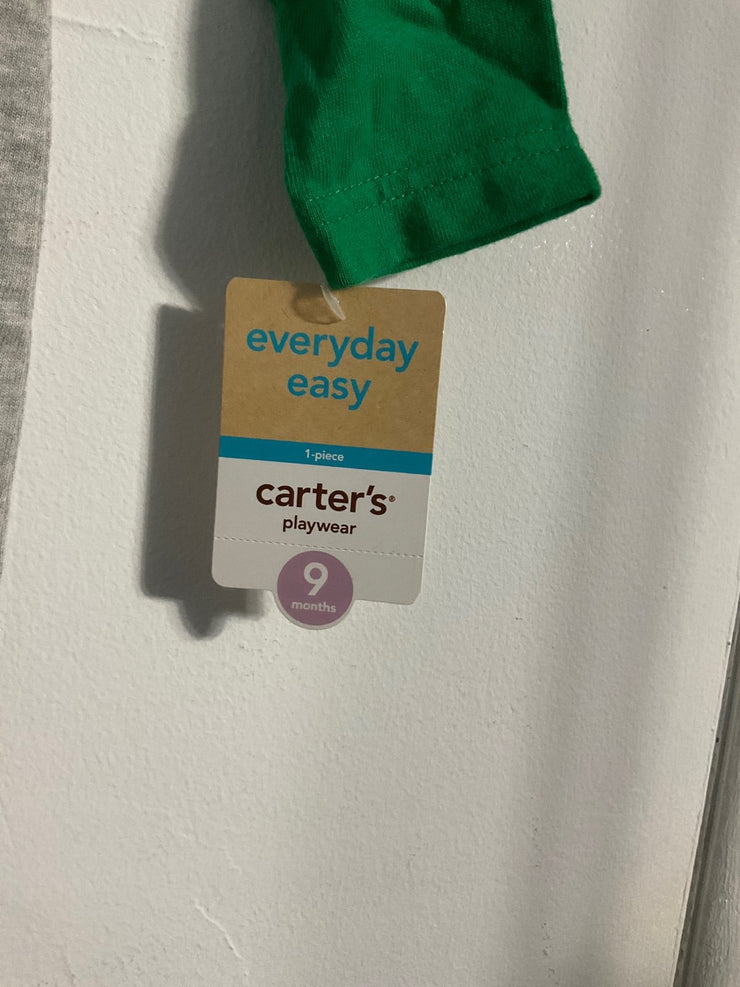 everyday
easy
1-piece
carter's®
playwear
9
months